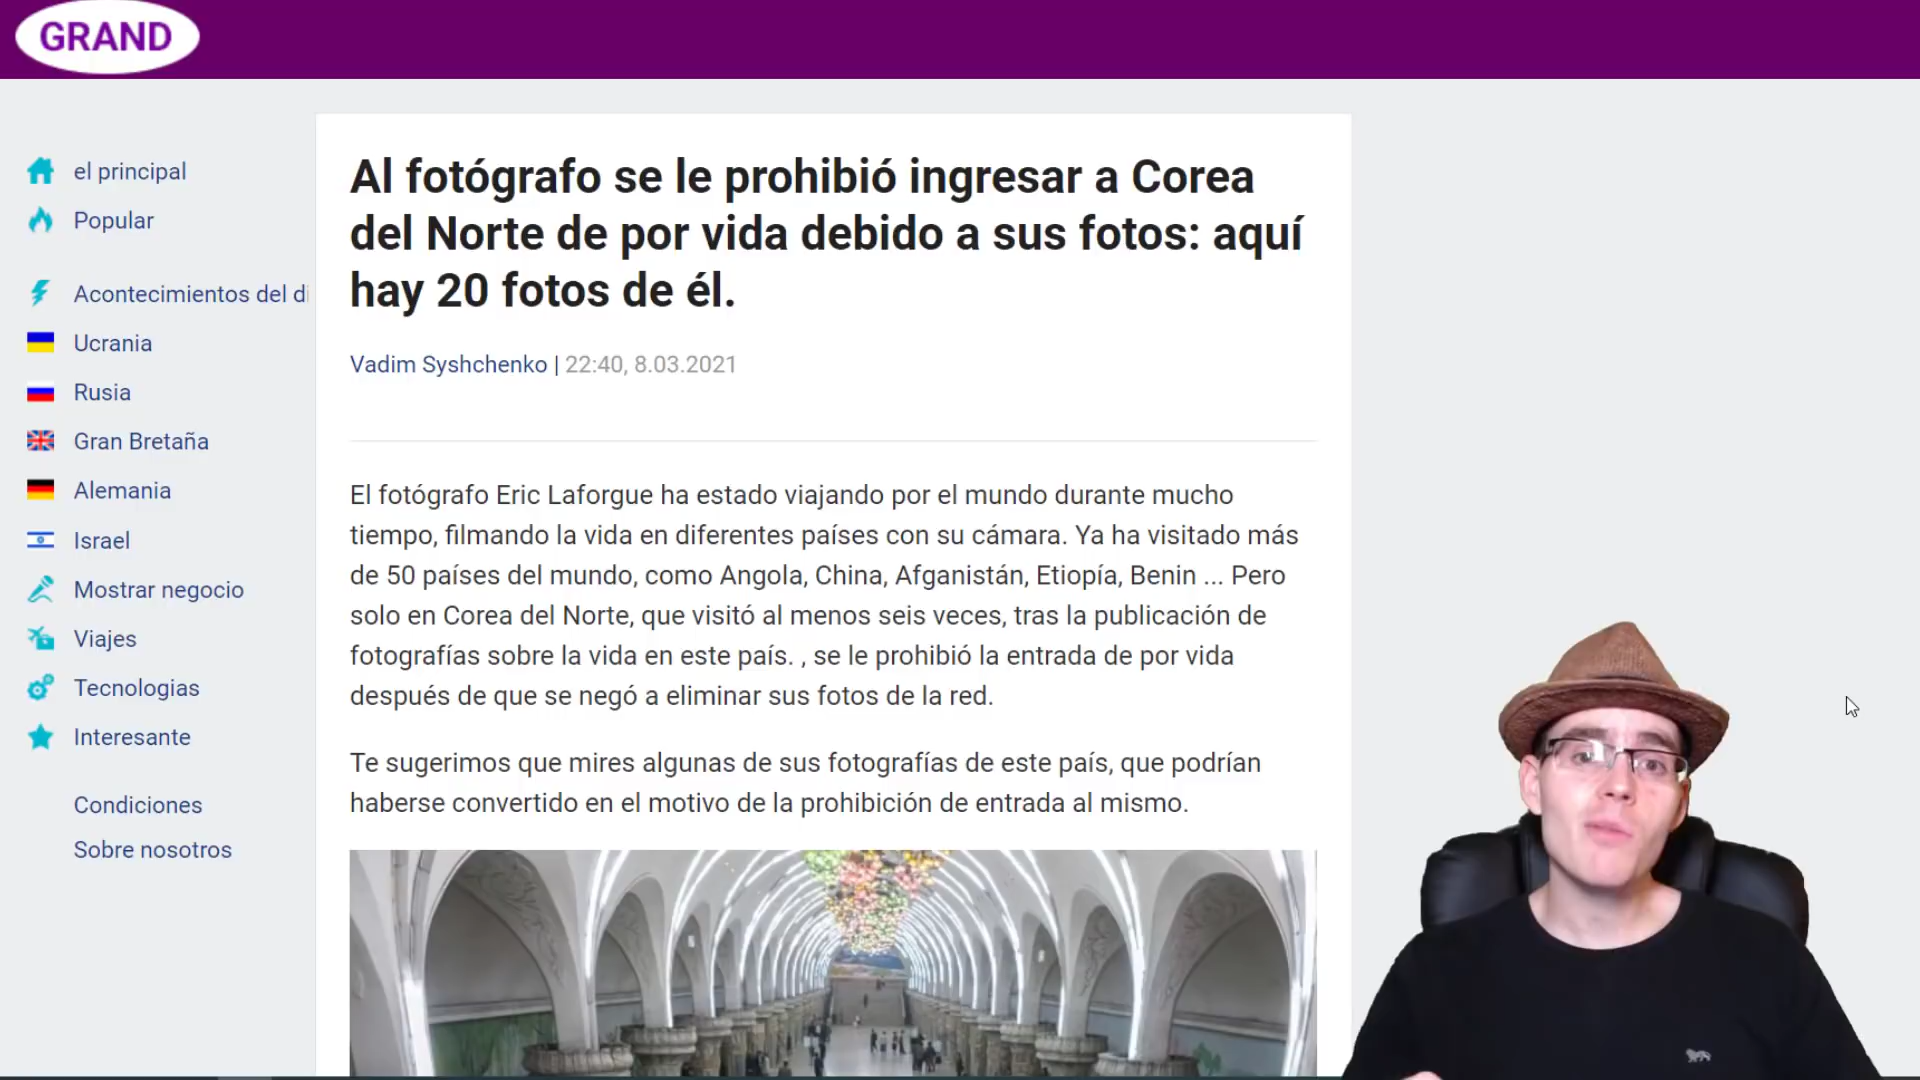 GRAND
el principal
Popular
Acontecimientos del di
Ucrania
Rusia
Gran Bretaña
Alemania
Israel
Mostrar negocio
Viajes
Tecnologias
Interesante
Condiciones
Sobre nosotros
Al fotógrafo se le prohibió ingresar a Corea
del Norte de por vida debido a sus fotos: aquí
hay 20 fotos de él.
Vadim Syshchenko | 22:40, 8.03.2021
El fotógrafo Eric Laforgue ha estado viajando por el mundo durante mucho
tiempo, filmando la vida en diferentes países con su cámara. Ya ha visitado más
de 50 países del mundo, como Angola, China, Afganistán, Etiopía, Benin ... Pero
solo en Corea del Norte, que visitó al menos seis veces, tras la publicación de
fotografías sobre la vida en este país. , se le prohibió la entrada de por vida
después de que se negó a eliminar sus fotos de la red.
Te sugerimos que mires algunas de sus fotografías de este país, que podrían
haberse convertido en el motivo de la prohibición de entrada al mismo.